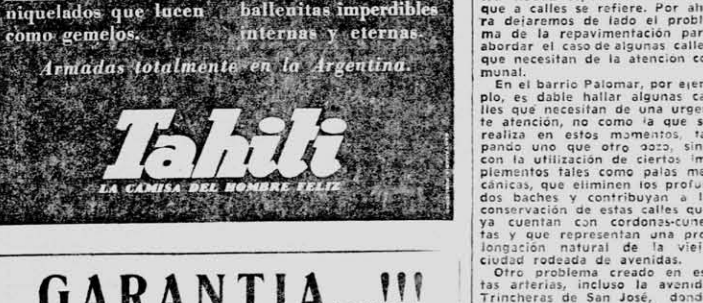 niquelados que lucen
como gemelos.
ballenitas imperdibles
internas y eternas.
Armadas totalmente en la Argentina.
Tahiti
LA CAMISA DEL HOMBRE FELIZ
GARANTIA !!!
que a calles se refiere. Por aho
ra dejaremos de lado el probl
ma de la repavimentación par
abordar el caso de algunas calle
que necesitan de la atención co
munal.
En el barrio Palomar, por ejem
plo, es dable hallar algunas ca
lles que necesitan de una urge
te atención, no como la que s
realiza en estos momentos, ta
pando uno que otro pozo, sin
con la utilización de ciertos im
plementos tales como palas me
cánicas, que eliminen los profu
dos baches y contribuyan a l
conservación de estas calles qu
ya cuentan con cordones-cune
tas y que representan una pro
longación natural de la viej
ciudad rodeada de avenidas.
Otro problema creado en es
tas arterias, incluso la avenid
Trincheras de San José, dond